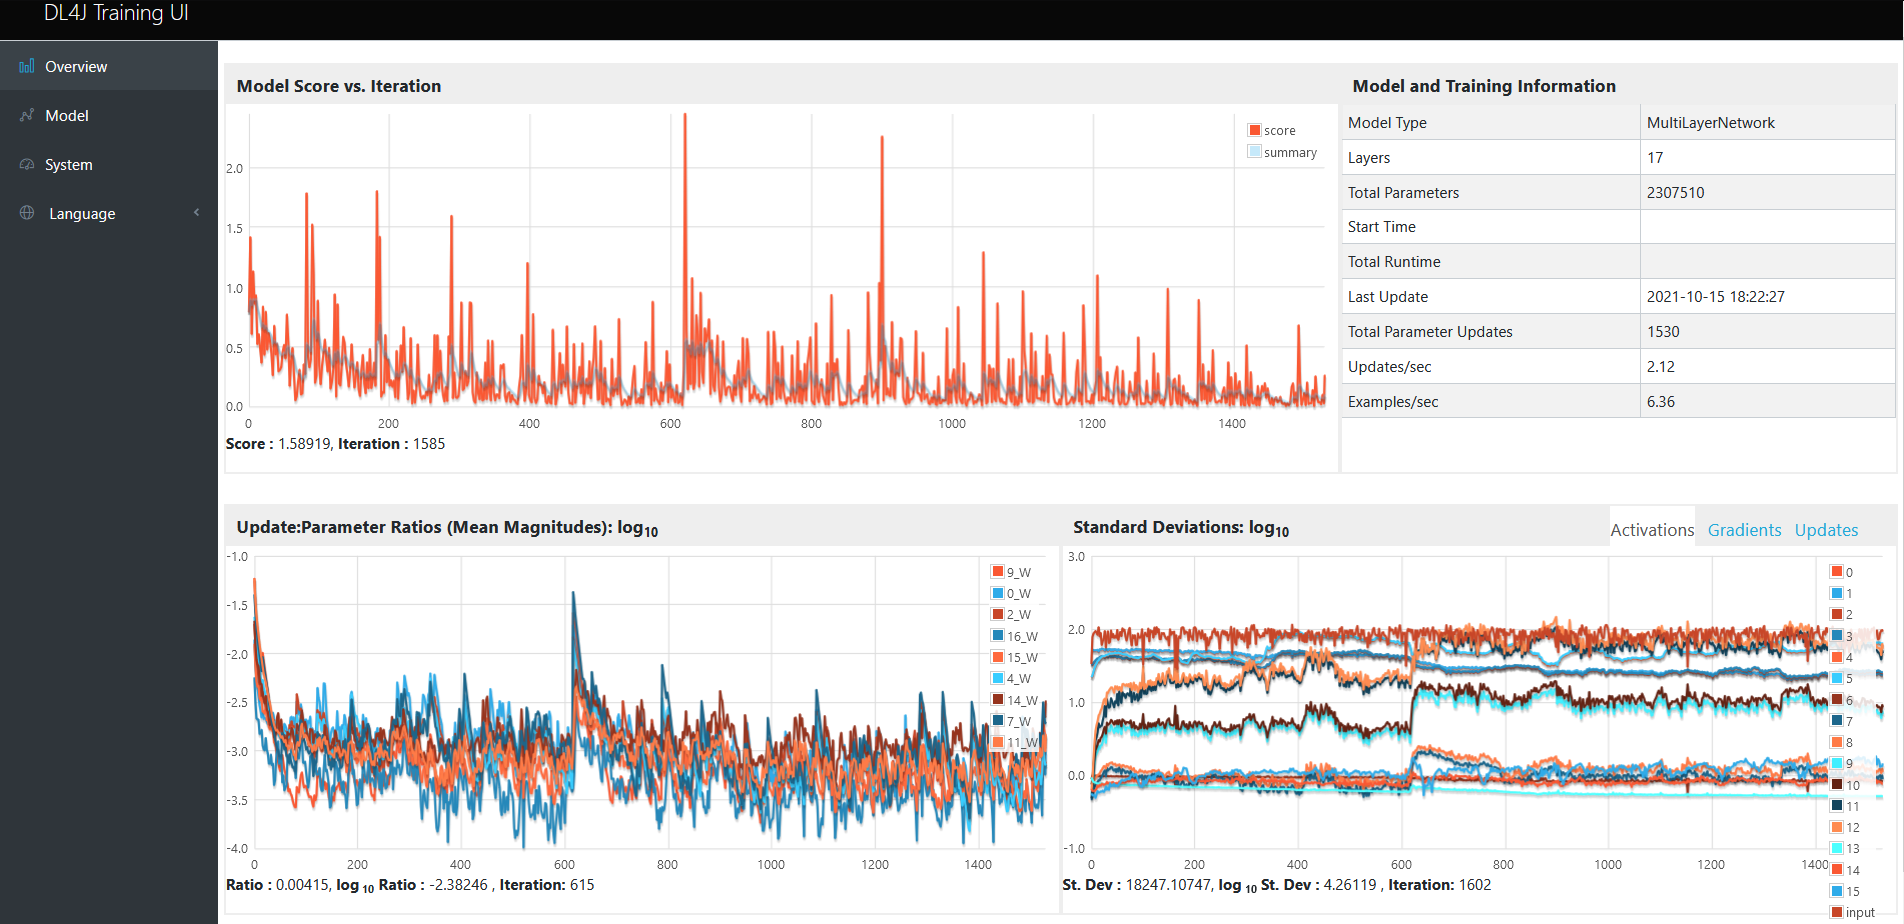 DL4J Training UI
Overview
Model
System
Language
Model Score vs. Iteration
score
summary
2.0
1.5
1.0
0.5
0.0
0 200 400 600 800 1000 1200 1400
Score : 1.58919, Iteration : 1585
Model and Training Information
Model Type MultiLayerNetwork
Layers 17
Total Parameters 2307510
Start Time
Total Runtime
Last Update 2021-10-15 18:22:27
Total Parameter Updates 1530
Updates/sec 2.12
Examples/sec 6.36
Update:Parameter Ratios (Mean Magnitudes): log10
-1.0
-1.5
-2.0
-2.5
-3.0
-3.5
-4.0
9_W
0_W
2_W
16_W
15_W
4_W
14_W
7_W
11_W
0 200 400 600 800 1000 1200 1400
Ratio : 0.00415, log 10 Ratio : -2.38246 , Iteration: 615
Standard Deviations: log10
Activations Gradients Updates
3.0
2.0
1.0
0.0
-1.0
0
1
2
3
4
5
6
7
8
9
10
11
12
13
14
15
input
0 200 400 600 800 1000 1200 1400
St. Dev : 18247.10747, log 10 St. Dev : 4.26119 , Iteration: 1602